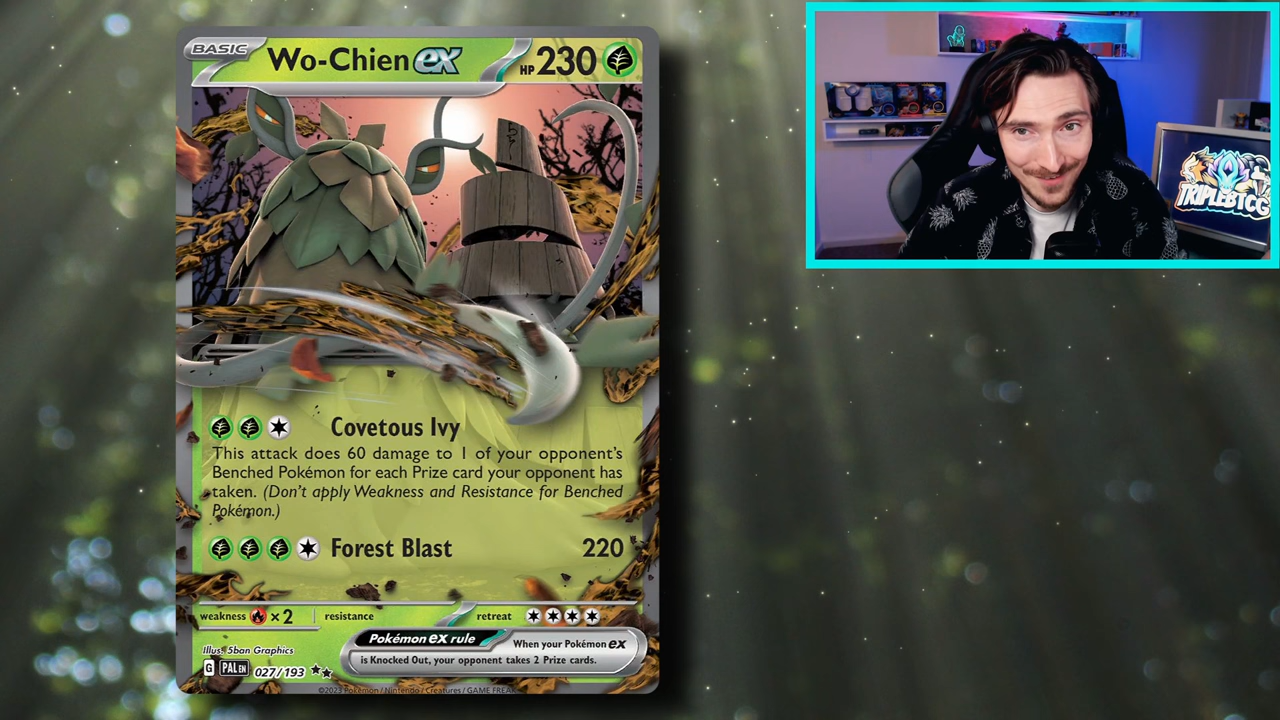 BASIC
Wo-Chien ex
HP 230
Covetous Ivy
This attack does 60 damage to 1 of your opponent's
Benched Pokémon for each Prize card your opponent has
taken. (Don't apply Weakness and Resistance for Benched
Pokémon.)
Forest Blast 220
weakness ×2 resistance retreat
Pokémon ex rule When your Pokémon ex
is Knocked Out, your opponent takes 2 Prize cards.
Illus. 5ban Graphics
G PAL EN 027/193
©2023 Pokémon / Nintendo / Creatures / GAME FREAK
TRIPLEBTCG